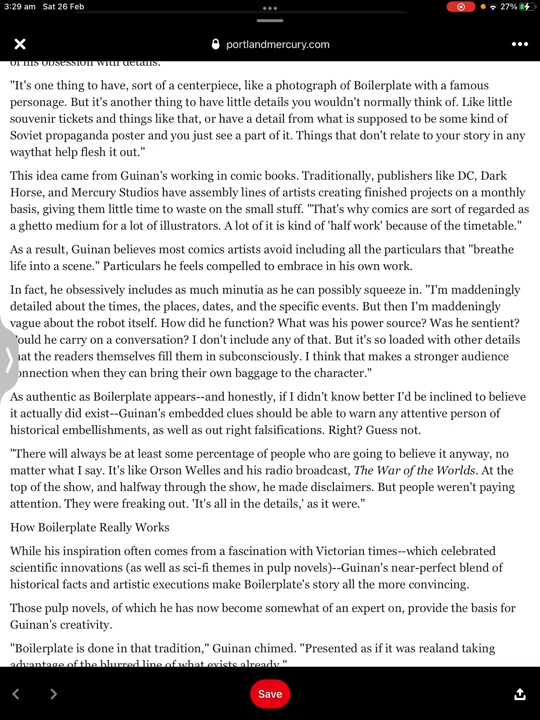 3:29 am Sat 26 Feb
27%
portlandmercury.com
of his obsession with details.
"It's one thing to have, sort of a centerpiece, like a photograph of Boilerplate with a famous
personage. But it's another thing to have little details you wouldn't normally think of. Like little
souvenir tickets and things like that, or have a detail from what is supposed to be some kind of
Soviet propaganda poster and you just see a part of it. Things that don't relate to your story in any
waythat help flesh it out."
This idea came from Guinan's working in comic books. Traditionally, publishers like DC, Dark
Horse, and Mercury Studios have assembly lines of artists creating finished projects on a monthly
basis, giving them little time to waste on the small stuff. "That's why comics are sort of regarded as
a ghetto medium for a lot of illustrators. A lot of it is kind of 'half work' because of the timetable."
As a result, Guinan believes most comics artists avoid including all the particulars that "breathe
life into a scene." Particulars he feels compelled to embrace in his own work.
In fact, he obsessively includes as much minutia as he can possibly squeeze in. "I'm maddeningly
detailed about the times, the places, dates, and the specific events. But then I'm maddeningly
vague about the robot itself. How did he function? What was his power source? Was he sentient?
ould he carry on a conversation? I don't include any of that. But it's so loaded with other details
hat the readers themselves fill them in subconsciously. I think that makes a stronger audience
onnection when they can bring their own baggage to the character."
As authentic as Boilerplate appears--and honestly, if I didn't know better I'd be inclined to believe
it actually did exist--Guinan's embedded clues should be able to warn any attentive person of
historical embellishments, as well as out right falsifications. Right? Guess not.
"There will always be at least some percentage of people who are going to believe it anyway, no
matter what I say. It's like Orson Welles and his radio broadcast, The War of the Worlds. At the
top of the show, and halfway through the show, he made disclaimers. But people weren't paying
attention. They were freaking out. 'It's all in the details,' as it were."
How Boilerplate Really Works
While his inspiration often comes from a fascination with Victorian times--which celebrated
scientific innovations (as well as sci-fi themes in pulp novels)--Guinan's near-perfect blend of
historical facts and artistic executions make Boilerplate's story all the more convincing.
Those pulp novels, of which he has now become somewhat of an expert on, provide the basis for
Guinan's creativity.
"Boilerplate is done in that tradition," Guinan chimed. "Presented as if it was realand taking
advantage of the blurred line of what exists already."
Save